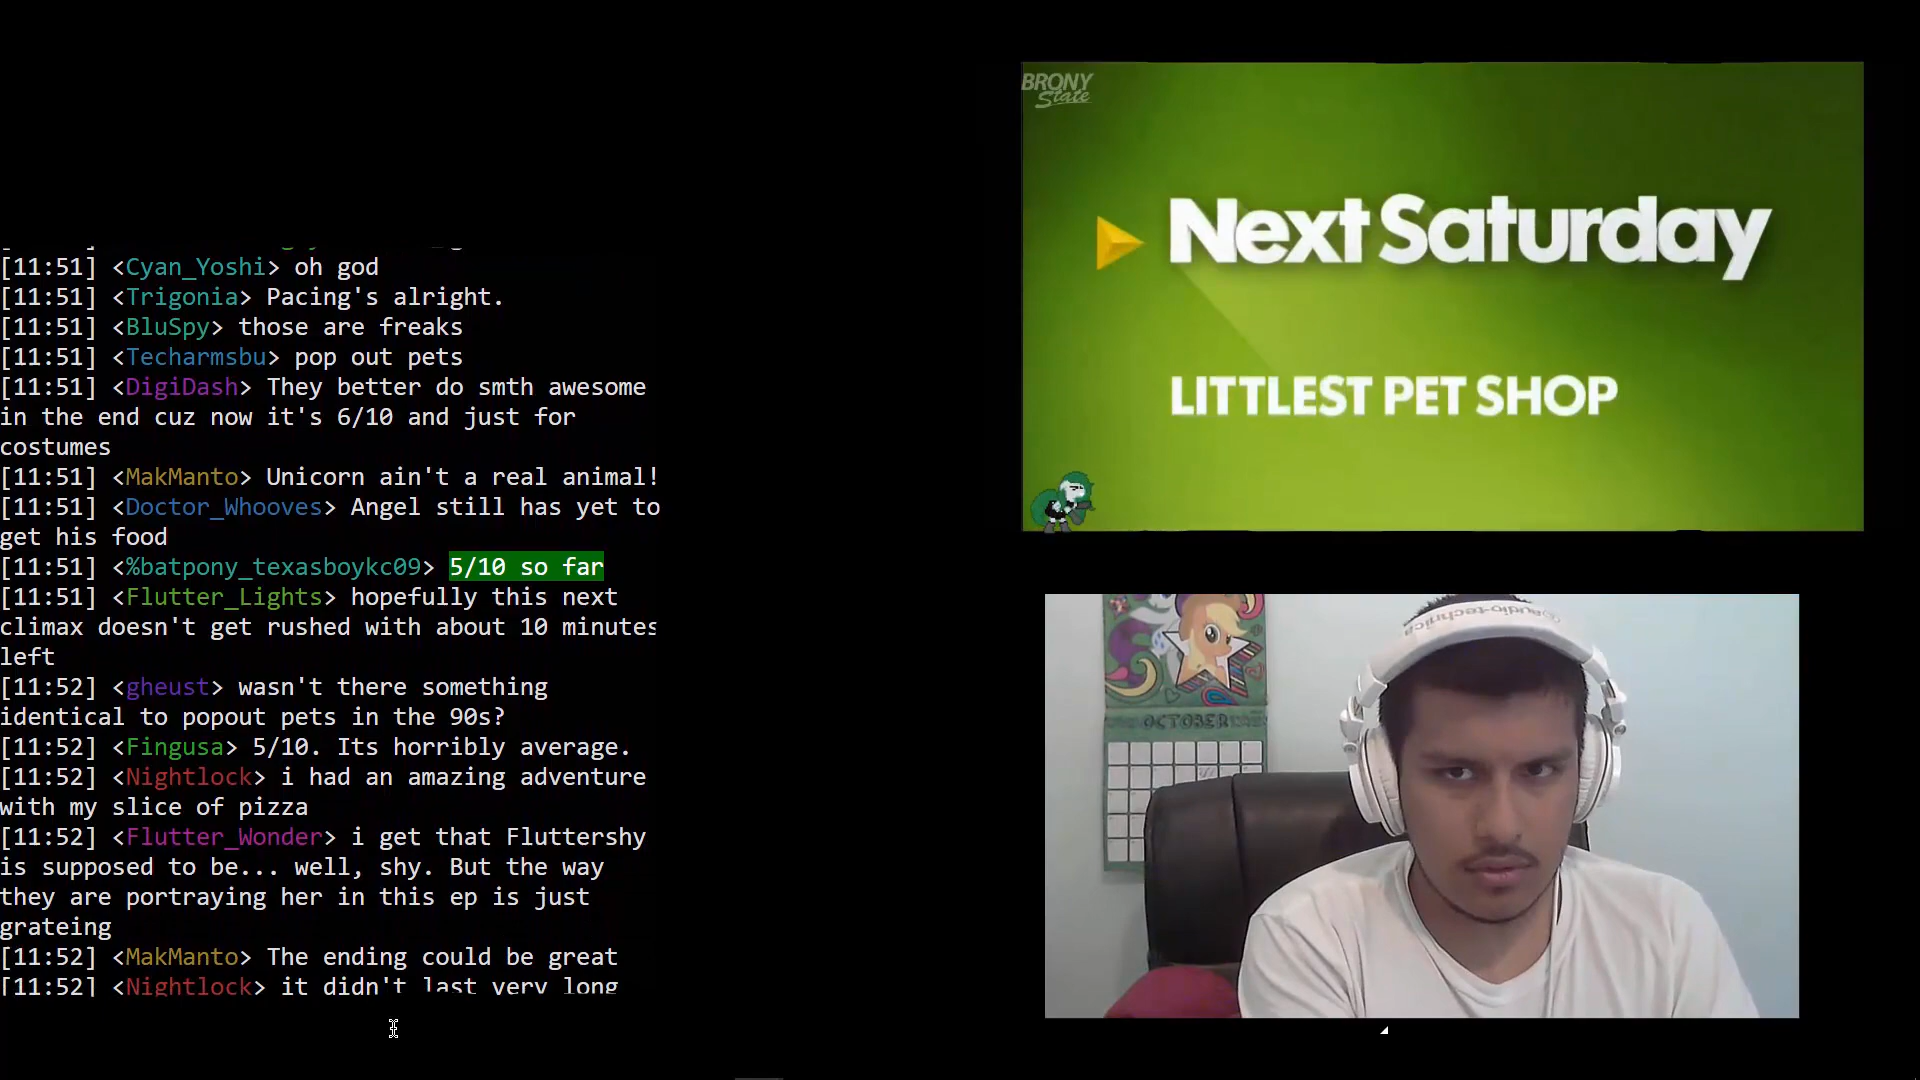 [11:51] <Cyan_Yoshi> oh god
[11:51] <Trigonia> Pacing's alright.
[11:51] <BluSpy> those are freaks
[11:51] <Techarmsbu> pop out pets
[11:51] <DigiDash> They better do smth awesome
in the end cuz now it's 6/10 and just for
costumes
[11:51] <MakManto> Unicorn ain't a real animal!
[11:51] <Doctor_Whooves> Angel still has yet to
get his food
[11:51] <%batpony_texasboykc09> 5/10 so far
[11:51] <Flutter_Lights> hopefully this next
climax doesn't get rushed with about 10 minutes
left
[11:52] <gheust> wasn't there something
identical to popout pets in the 90s?
[11:52] <Fingusa> 5/10. Its horribly average.
[11:52] <Nightlock> i had an amazing adventure
with my slice of pizza
[11:52] <Flutter_Wonder> i get that Fluttershy
is supposed to be... well, shy. But the way
they are portraying her in this ep is just
grateing
[11:52] <MakManto> The ending could be great
[11:52] <Nightlock> it didn't last very long
BRONY
State
Next Saturday
LITTLEST PET SHOP
audio-technica
OCTOBER